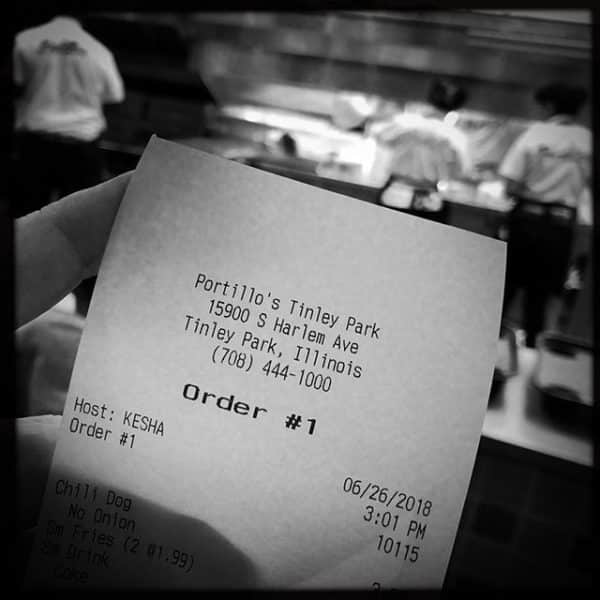 Portillo's Tinley Park
15900 S Harlem Ave
Tinley Park, Illinois
(708) 444-1000
Order #1
Host: KESHA
Order #1
06/26/2018
3:01 PM
10115
Chili Dog
No Onion
Sm Fries (2 @1.99)
Sm Drink
Coke